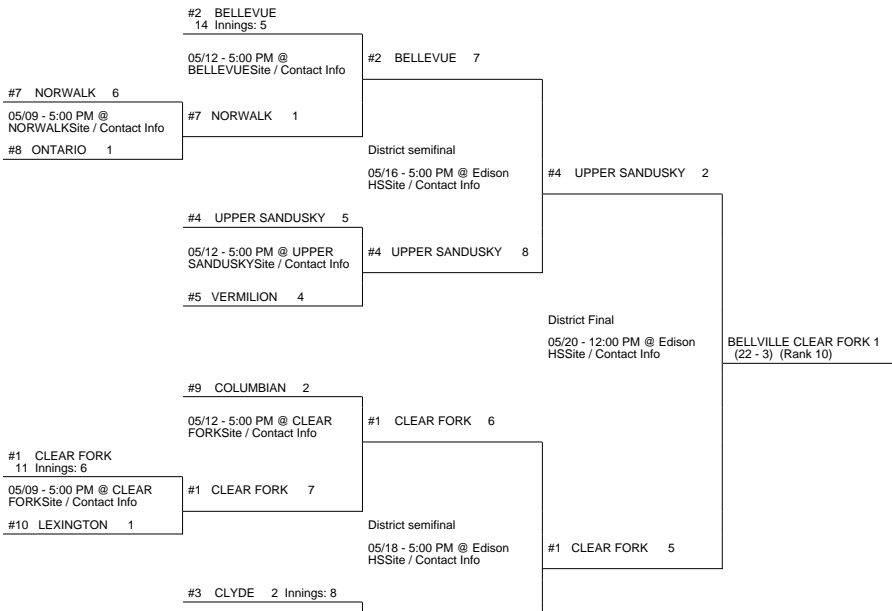 #2 BELLEVUE
14 Innings: 5
05/12 - 5:00 PM @
BELLEVUESite / Contact Info
#2 BELLEVUE 7
#7 NORWALK 6
05/09 - 5:00 PM @
NORWALKSite / Contact Info
#7 NORWALK 1
#8 ONTARIO 1
District semifinal
05/16 - 5:00 PM @ Edison
HSSite / Contact Info
#4 UPPER SANDUSKY 2
#4 UPPER SANDUSKY 5
05/12 - 5:00 PM @ UPPER
SANDUSKYSite / Contact Info
#4 UPPER SANDUSKY 8
#5 VERMILION 4
District Final
05/20 - 12:00 PM @ Edison
HSSite / Contact Info
BELLVILLE CLEAR FORK 1
(22 - 3) (Rank 10)
#9 COLUMBIAN 2
05/12 - 5:00 PM @ CLEAR
FORKSite / Contact Info
#1 CLEAR FORK 6
#1 CLEAR FORK
11 Innings: 6
05/09 - 5:00 PM @ CLEAR
FORKSite / Contact Info
#1 CLEAR FORK 7
#10 LEXINGTON 1
District semifinal
05/18 - 5:00 PM @ Edison
HSSite / Contact Info
#1 CLEAR FORK 5
#3 CLYDE 2 Innings: 8